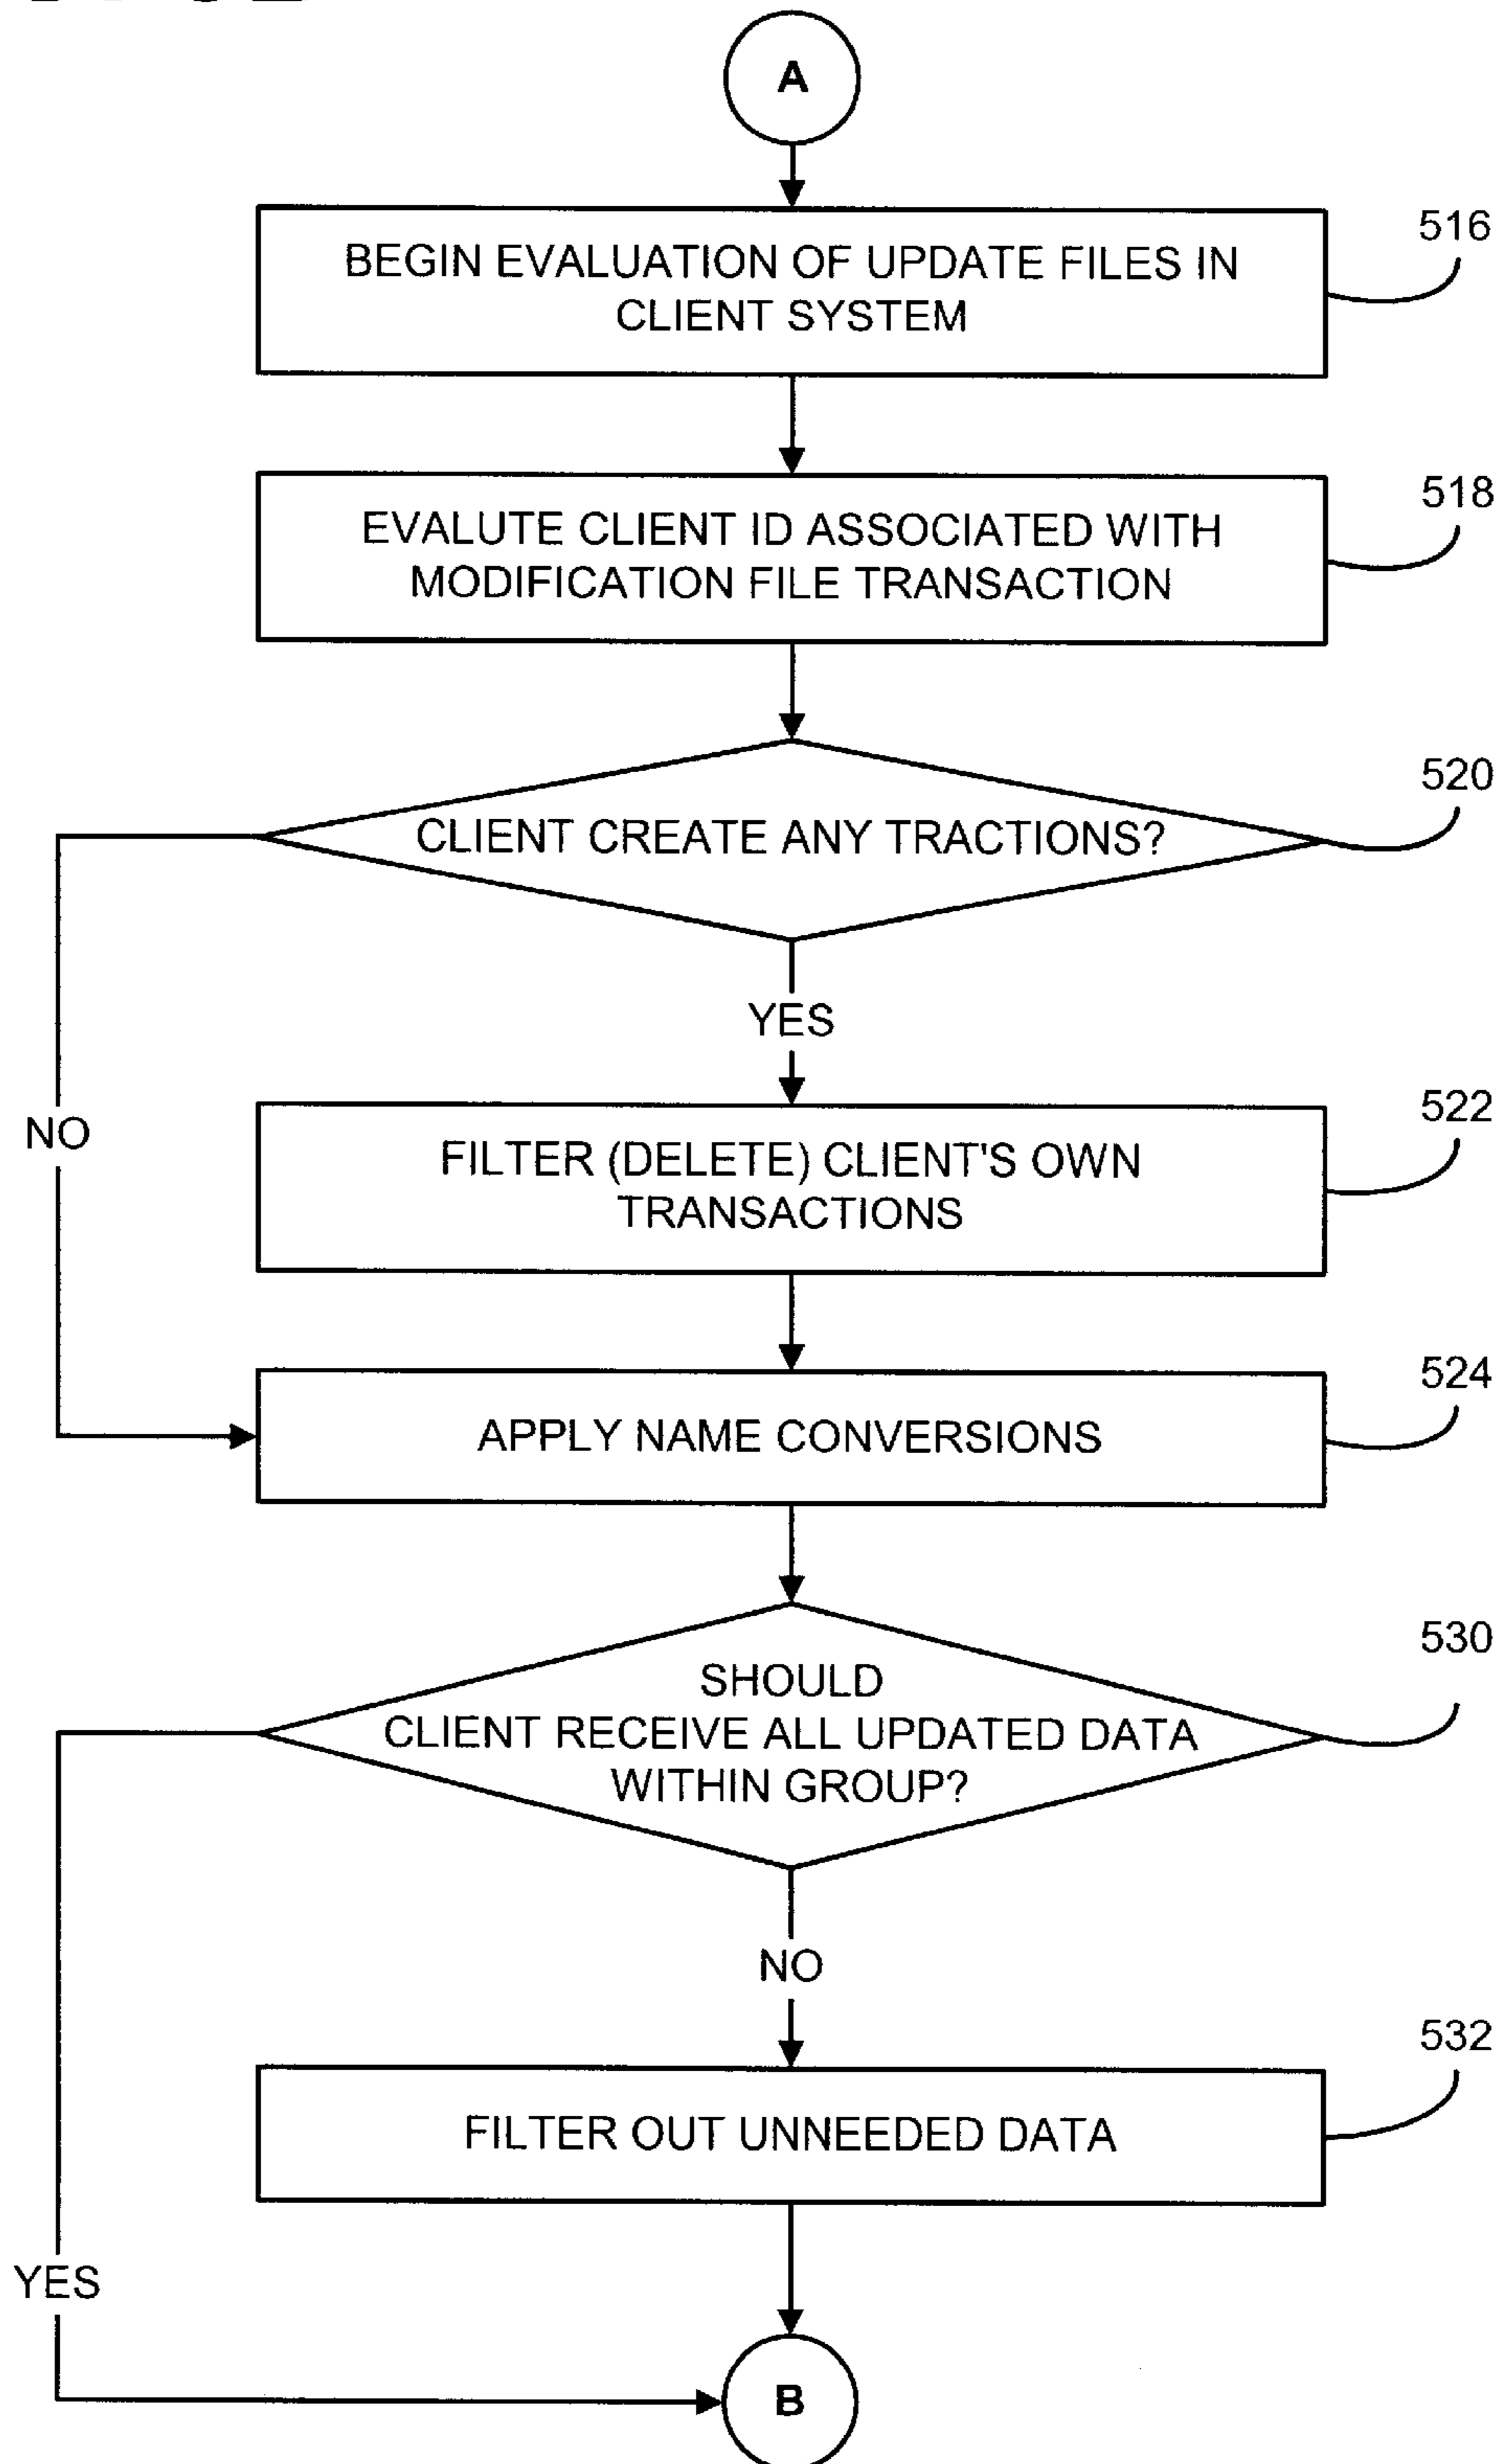 A
BEGIN EVALUATION OF UPDATE FILES IN
CLIENT SYSTEM
516
EVALUTE CLIENT ID ASSOCIATED WITH
MODIFICATION FILE TRANSACTION
518
CLIENT CREATE ANY TRACTIONS?
520
YES
NO
FILTER (DELETE) CLIENT'S OWN
TRANSACTIONS
522
APPLY NAME CONVERSIONS
524
SHOULD
CLIENT RECEIVE ALL UPDATED DATA
WITHIN GROUP?
530
NO
FILTER OUT UNNEEDED DATA
532
YES
B